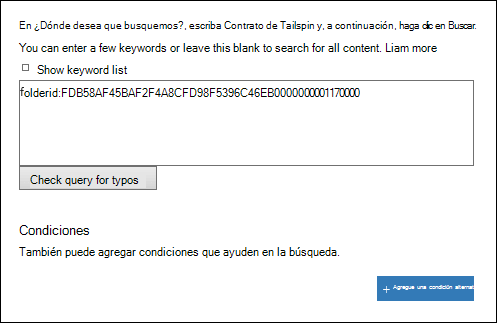 En ¿Dónde desea que busquemos?, escriba Contrato de Tailspin y, a continuación, haga clic en Buscar.
You can enter a few keywords or leave this blank to search for all content. Liam more
Show keyword list
folderid:FDB58AF45BAF2F4A8CFD98F5396C46EB0000000001170000
Check query for typos
Condiciones
También puede agregar condiciones que ayuden en la búsqueda.
+ Agregue una condición alternat